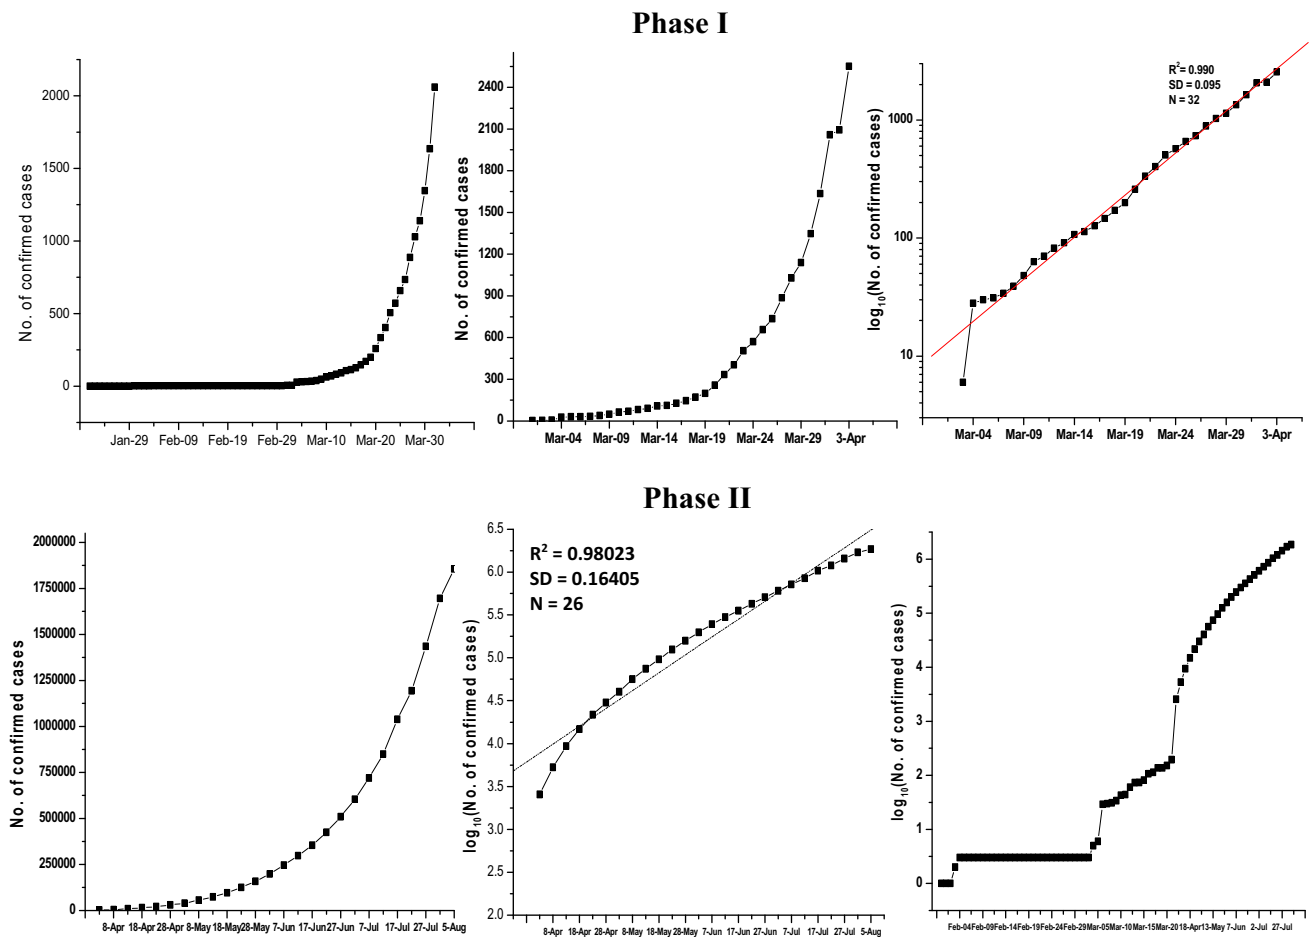 Phase I
No. of confirmed cases
2000
1500
1000
500
0
Jan-29 Feb-09 Feb-19 Feb-29 Mar-10 Mar-20 Mar-30
No. of confirmed cases
2400
2100
1800
1500
1200
900
600
300
0
Mar-04 Mar-09 Mar-14 Mar-19 Mar-24 Mar-29 3-Apr
log10(No. of confirmed cases)
R2= 0.990
SD = 0.095
N = 32
1000
100
10
Mar-04 Mar-09 Mar-14 Mar-19 Mar-24 Mar-29 3-Apr
Phase II
No. of confirmed cases
2000000
1750000
1500000
1250000
1000000
750000
500000
250000
0
8-Apr 18-Apr 28-Apr 8-May 18-May 28-May 7-Jun 17-Jun 27-Jun 7-Jul 17-Jul 27-Jul 5-Aug
log10(No. of confirmed cases)
R2 = 0.98023
SD = 0.16405
N = 26
6.5
6.0
5.5
5.0
4.5
4.0
3.5
3.0
2.5
2.0
8-Apr 18-Apr 28-Apr 8-May 18-May 28-May 7-Jun 17-Jun 27-Jun 7-Jul 17-Jul 27-Jul 5-Aug
log10(No. of confirmed cases)
6
5
4
3
2
1
0
Feb-04 Feb-09 Feb-14 Feb-19 Feb-24 Feb-29 Mar-05 Mar-10 Mar-15 Mar-20 18-Apr 13-May 7-Jun 2-Jul 27-Jul